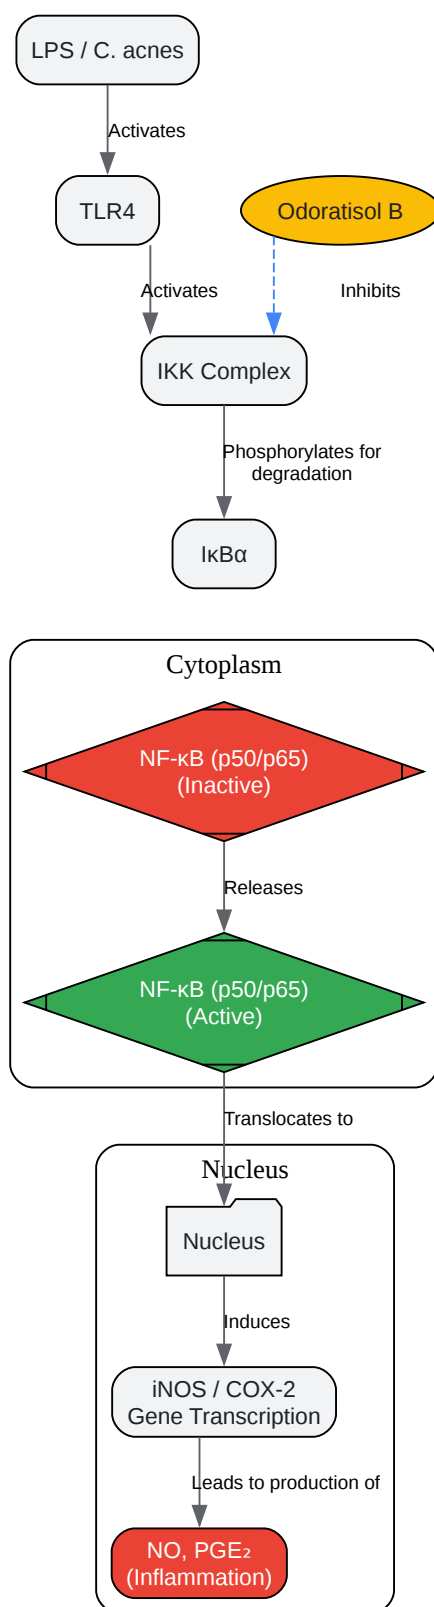 LPS / C. acnes
Activates
TLR4
Odoratisol B
Activates
Inhibits
IKK Complex
Phosphorylates for
degradation
IκBα
Cytoplasm
NF-κB (p50/p65)
(Inactive)
Releases
NF-κB (p50/p65)
(Active)
Translocates to
Nucleus
Nucleus
Induces
iNOS / COX-2
Gene Transcription
Leads to production of
NO, PGE₂
(Inflammation)